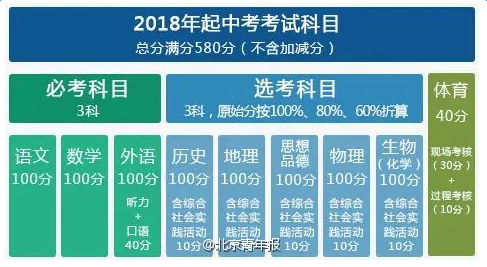 2018年起中考考试科目
总分满分580分（不含加减分）
必考科目
3科
选考科目
3科，原始分按100%、80%、60%折算
体育
40分
现场考核
（30分）
+
过程考核
（10分）
语文
100分
数学
100分
外语
100分
听力
+
口语
40分
历史
100分
含综合
社会实
践活动
10分
地理
100分
含综合
社会实
践活动
10分
思想
品德
100分
含综合
社会实
践活动
10分
物理
100分
含综合
社会实
践活动
10分
生物
（化学）
100分
含综合
社会实
践活动
10分
@北京青年报